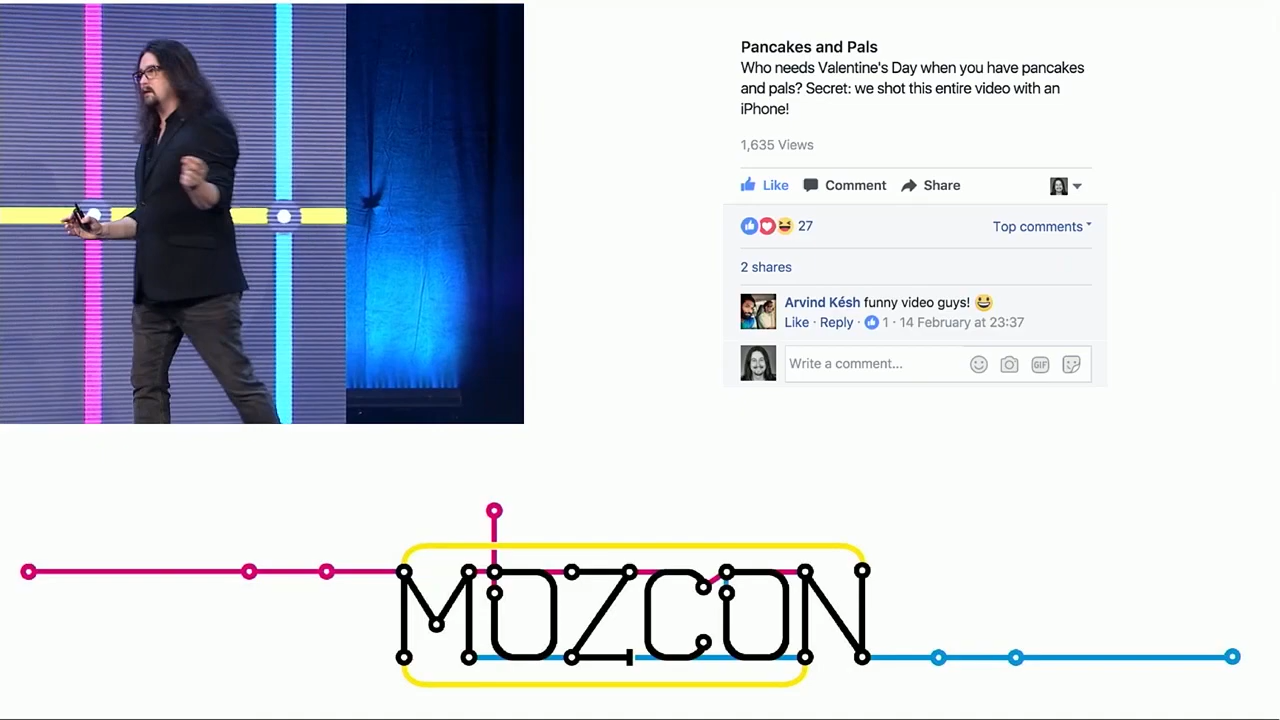 Pancakes and Pals
Who needs Valentine's Day when you have pancakes
and pals? Secret: we shot this entire video with an
iPhone!
1,635 Views
Like Comment Share
27 Top comments
2 shares
Arvind Késh funny video guys!
Like · Reply · 1 · 14 February at 23:37
Write a comment... GIF
MOZCON